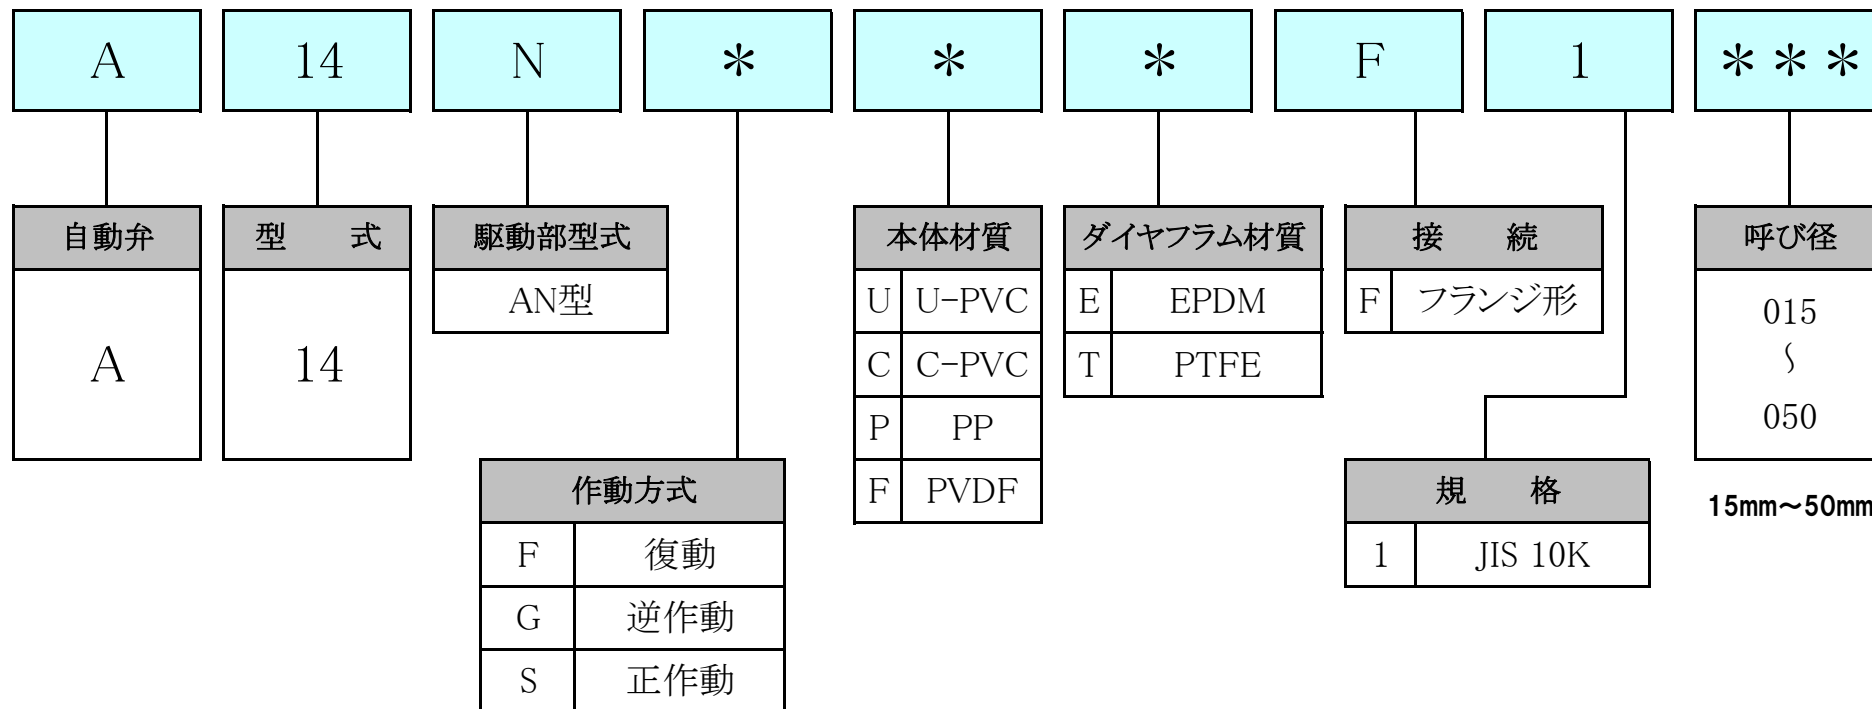 A 14 N * * * F 1 ***
自動弁
A
型 式
14
駆動部型式
AN型
作動方式
F 復動
G 逆作動
S 正作動
本体材質
U U-PVC
C C-PVC
P PP
F PVDF
ダイヤフラム材質
E EPDM
T PTFE
接 続
F フランジ形
規 格
1 JIS 10K
呼び径
015
〜
050
15mm〜50mm